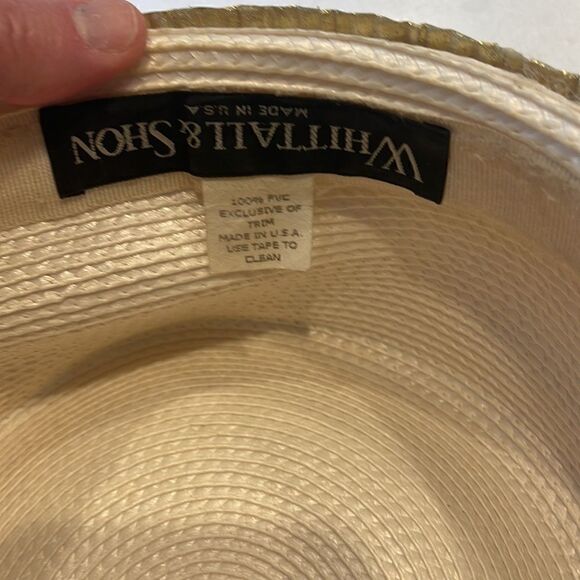 WHITTALL & SHON
MADE IN U.S.A
100% PVC
EXCLUSIVE OF
TRIM
MADE IN U.S.A.
USE TAPE TO
CLEAN